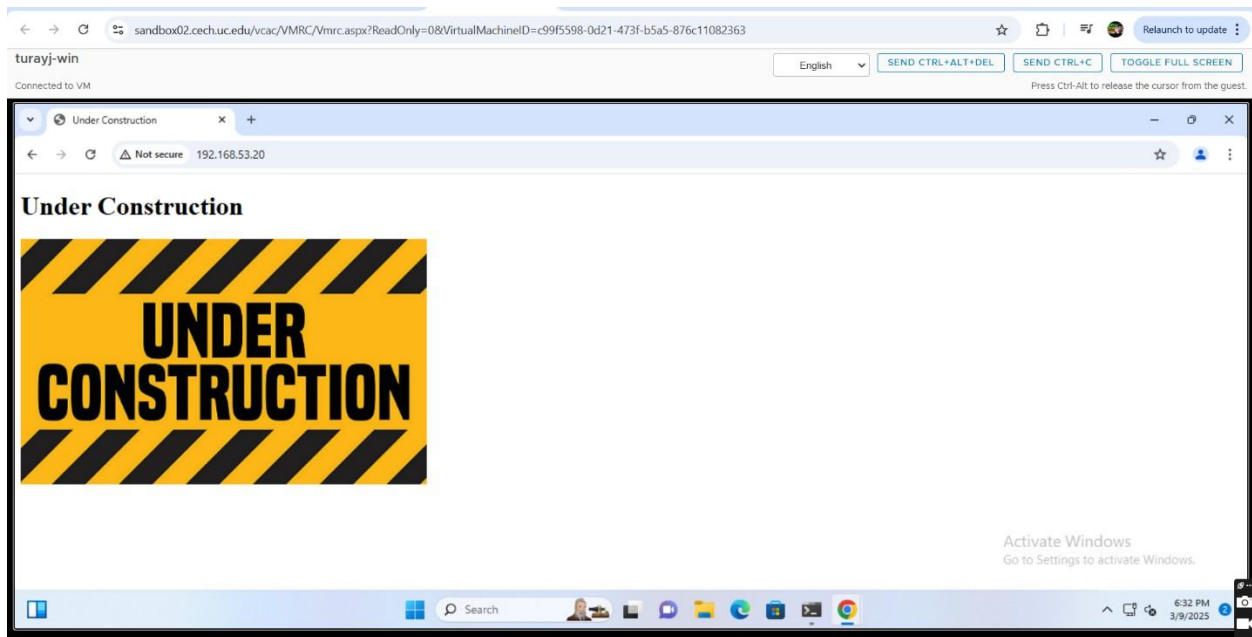 sandbox02.cech.uc.edu/vcac/VMRC/Vmrc.aspx?ReadOnly=0&VirtualMachineID=c99f5598-0d21-473f-b5a5-876c11082363
Relaunch to update
turayj-win
English
SEND CTRL+ALT+DEL
SEND CTRL+C
TOGGLE FULL SCREEN
Connected to VM
Press Ctrl-Alt to release the cursor from the guest.
Under Construction
Not secure
192.168.53.20
Under Construction
UNDER
CONSTRUCTION
Activate Windows
Go to Settings to activate Windows.
Search
6:32 PM
3/9/2025
2